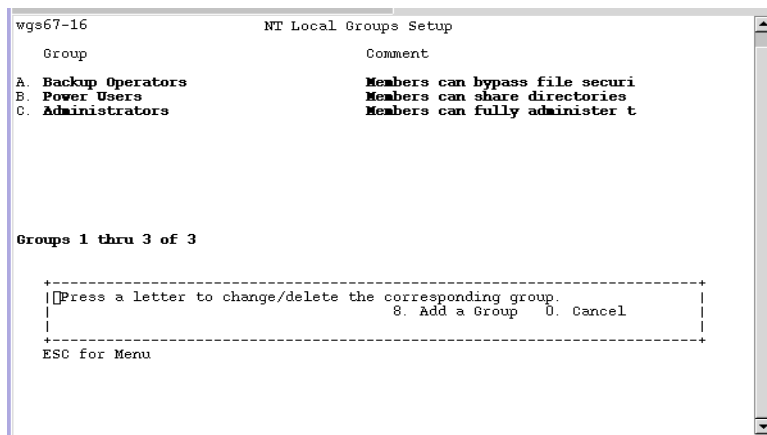 wgs67-16 NT Local Groups Setup
Group Comment
A. Backup Operators Members can bypass file securi
B. Power Users Members can share directories
C. Administrators Members can fully administer t
Groups 1 thru 3 of 3
Press a letter to change/delete the corresponding group.
8. Add a Group 0. Cancel
ESC for Menu